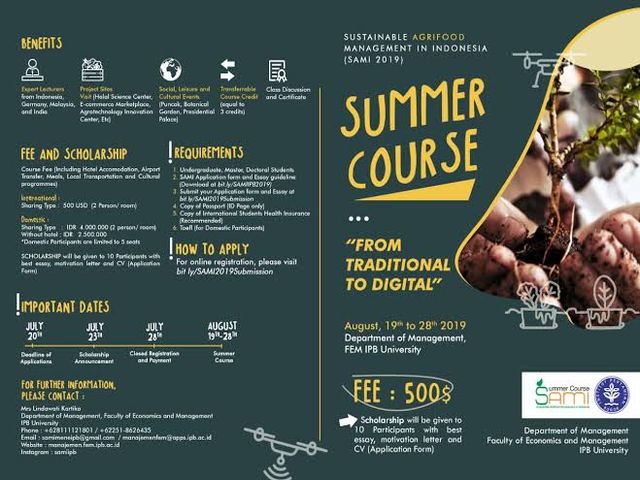 BENEFITS
Expert Lecturers
from Indonesia,
Germany, Malaysia,
and India
Project Sites
Visit (Halal Science Center,
E-commerce Marketplace,
Agrotechnology Innovation
Center, Etc)
Social, Leisure and
Cultural Events
(Puncak, Botanical
Garden, Presidential
Palace)
Transferrable
Course Credit
(equal to
3 credits)
Class Discussion
and Certificate
FEE AND SCHOLARSHIP
Course Fee (Including Hotel Accomodation, Airport
Transfer, Meals, Local Transportation and Cultural
programmes)
International :
Sharing Type : 500 USD (2 Person/ room)
Domestic :
Sharing Type : IDR 4.000.000 (2 person/ room)
Without hotel : IDR 2.500.000
*Domestic Participants are limited to 5 seats
SCHOLARSHIP will be given to 10 Participants with
best essay, motivation letter and CV (Application
Form)
REQUIREMENTS
1. Undergraduate, Master, Doctoral Students
2. SAMI Application form and Essay guideline
(Download at bit.ly/SAMIIPB2019)
3. Submit your Application form and Essay at
bit.ly/SAMI2019Submission
4. Copy of Passport (ID Page only)
5. Copy of International Students Health Insurance
(Recommended)
6. Toefl (for Domestic Participants)
HOW TO APPLY
For online registration, please visit
bit ly/SAMI2019Submission
IMPORTANT DATES
JULY
20TH
JULY
23TH
JULY
28TH
AUGUST
19TH-28TH
Deadline of
Applications
Scholarship
Announcement
Closed Registration
and Payment
Summer
Course
FOR FURTHER INFORMATION,
PLEASE CONTACT :
Mrs Lindawati Kartika
Department of Management, Faculty of Economics and Management
IPB University
Phone : +628111121801 / +62251-8626435
Email : samimeneipb@gmail.com / manajemenfem@apps.ipb.ac.id
Website : manajemen.fem.ipb.ac.id
Instagram : samiipb
SUSTAINABLE AGRIFOOD
MANAGEMENT IN INDONESIA
(SAMI 2019)
SUMMER
COURSE
"FROM
TRADITIONAL
TO DIGITAL"
August, 19th to 28th 2019
Department of Management,
FEM IPB University
FEE : 500$
Scholarship will be given to
10 Participants with best
essay, motivation letter and
CV (Application Form)
Summer Course
SAMI
Department of Management
Faculty of Economics and Management
IPB University